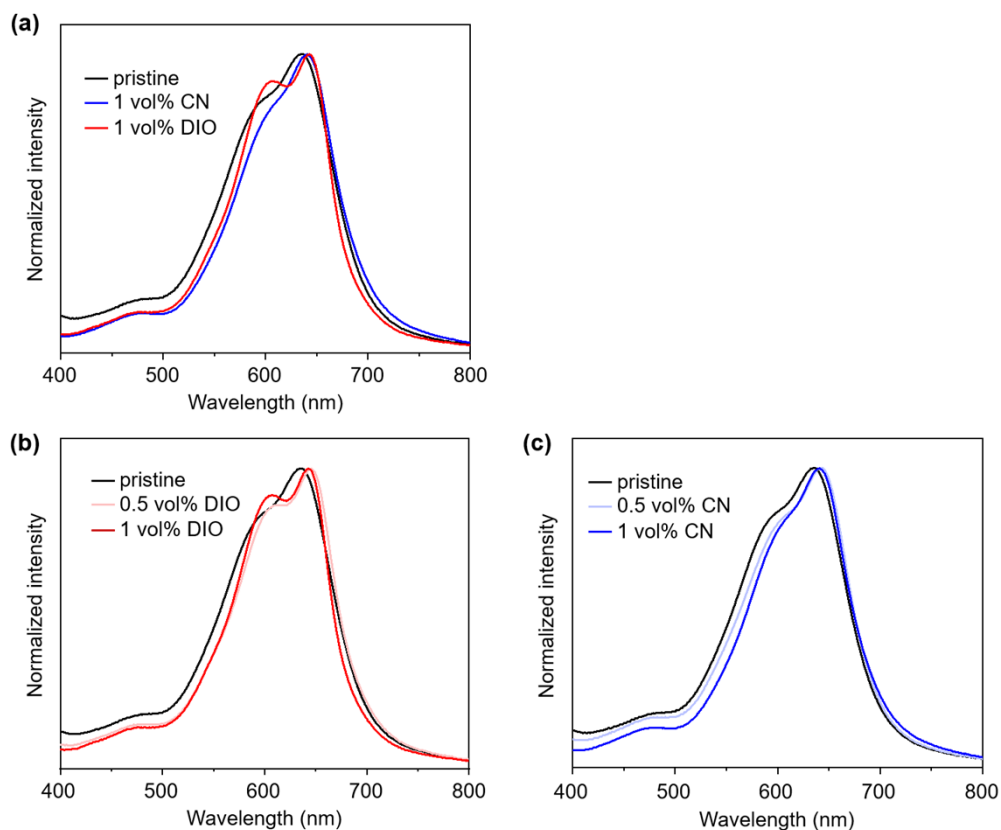 (a)
pristine
1 vol% CN
1 vol% DIO
Normalized intensity
400 500 600 700 800
Wavelength (nm)
(b)
pristine
0.5 vol% DIO
1 vol% DIO
Normalized intensity
400 500 600 700 800
Wavelength (nm)
(c)
pristine
0.5 vol% CN
1 vol% CN
Normalized intensity
400 500 600 700 800
Wavelength (nm)